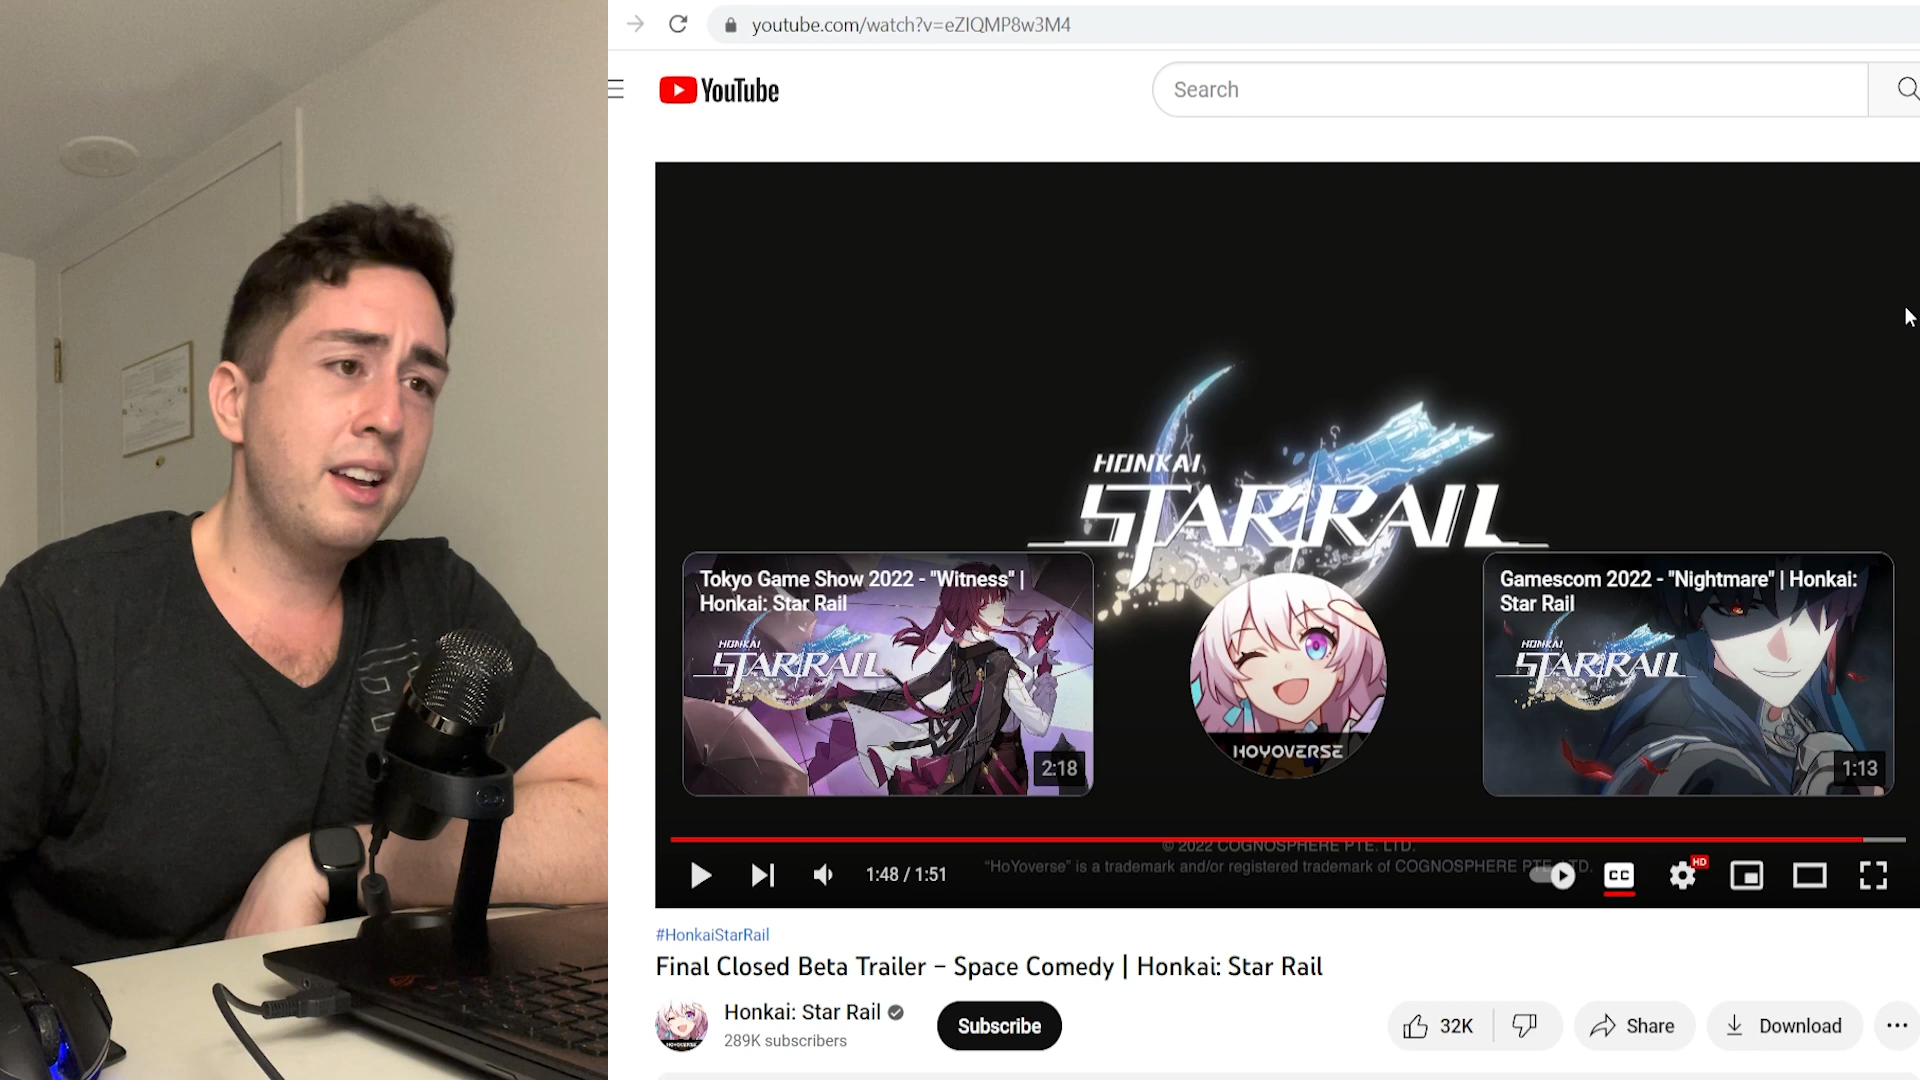 youtube.com/watch?v=eZIQMP8w3M4
YouTube
Search
HONKAI
STAR RAIL
Tokyo Game Show 2022 - "Witness" |
Honkai: Star Rail
HONKAI
STAR RAIL
2:18
HOYOVERSE
Gamescom 2022 - "Nightmare" | Honkai:
Star Rail
HONKAI
STAR RAIL
1:13
© 2022 COGNOSPHERE PTE. LTD.
“HoYoverse” is a trademark and/or registered trademark of COGNOSPHERE PTE. LTD.
1:48 / 1:51
CC
HD
#HonkaiStarRail
Final Closed Beta Trailer – Space Comedy | Honkai: Star Rail
Honkai: Star Rail
289K subscribers
Subscribe
32K
Share
Download